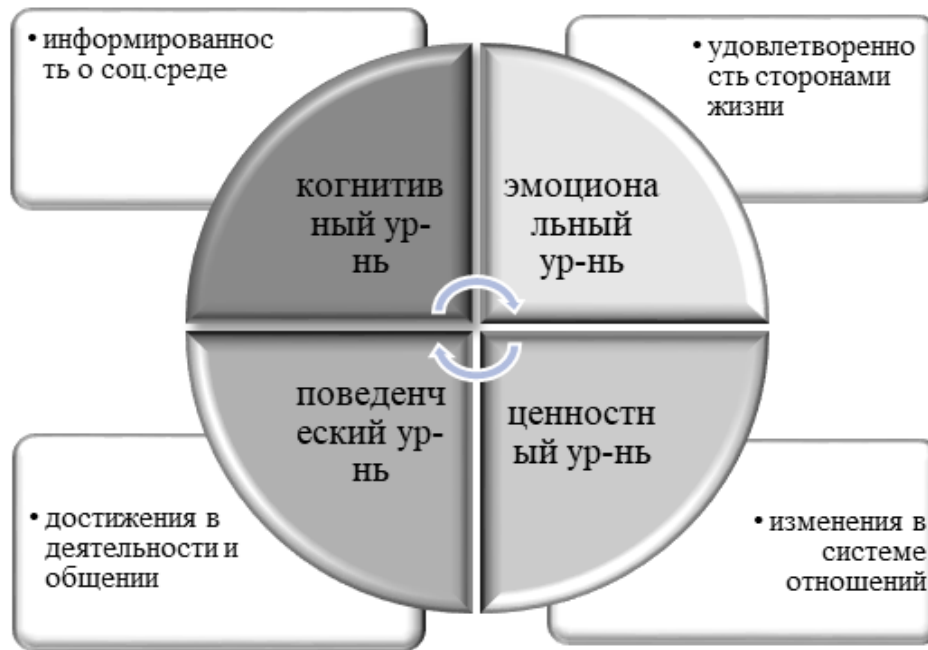 • информированнос
ть о соц.среде
• удовлетворенно
сть сторонами
жизни
когнитив
ный ур-
нь
эмоциона
льный
ур-нь
поведенч
еский ур-
нь
ценностн
ый ур-нь
• достижения в
деятельности и
общении
• изменения в
системе
отношений